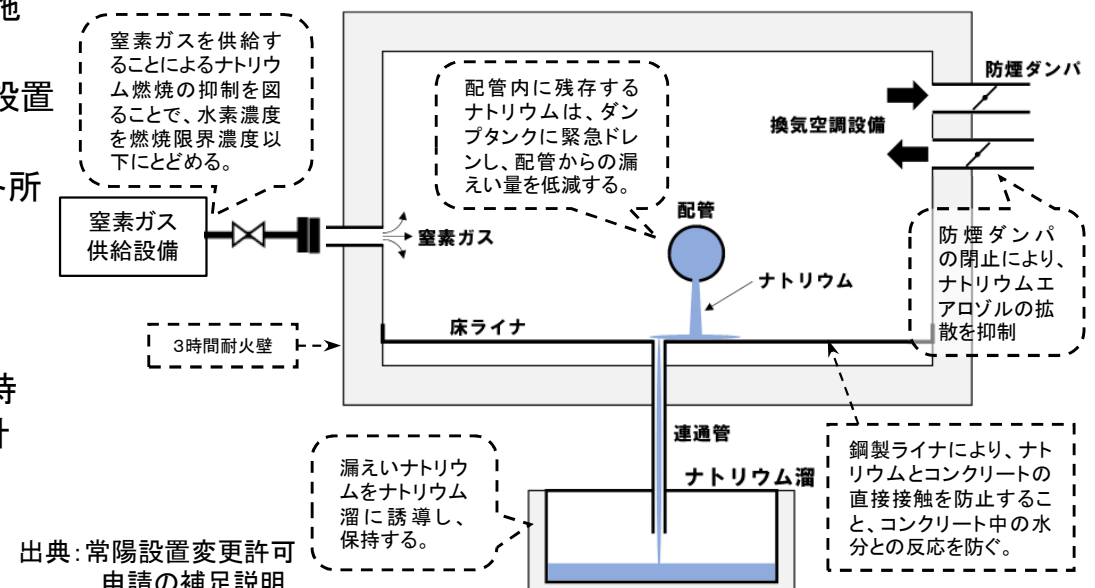 施
設置
所
持
計
窒素ガスを供給す
ることによるナトリウ
ム燃焼の抑制を図
ることで、水素濃度
を燃焼限界濃度以
下にとどめる。
窒素ガス
供給設備
窒素ガス
配管内に残存する
ナトリウムは、ダン
プタンクに緊急ドレ
ンし、配管からの漏
えい量を低減する。
防煙ダンパ
換気空調設備
配管
ナトリウム
防煙ダンパ
の閉止により、
ナトリウムエ
アロゾルの拡
散を抑制
床ライナ
3時間耐火壁
連通管
ナトリウム溜
漏えいナトリウ
ムをナトリウム
溜に誘導し、
保持する。
鋼製ライナにより、ナト
リウムとコンクリートの
直接接触を防止するこ
と、コンクリート中の水
分との反応を防ぐ。
出典:常陽設置変更許可
申請の補足説明